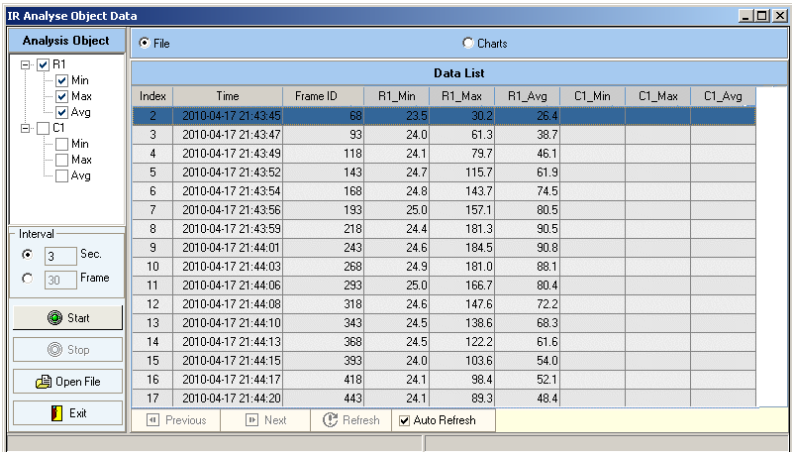 IR Analyse Object Data
Analysis Object
R1
Min
Max
Avg
C1
Min
Max
Avg
Interval
3 Sec.
30 Frame
Start
Stop
Open File
Exit
File Charts
Data List
Index Time Frame ID R1_Min R1_Max R1_Avg C1_Min C1_Max C1_Avg
2 2010-04-17 21:43:45 68 23.5 30.2 26.4
3 2010-04-17 21:43:47 93 24.0 61.3 38.7
4 2010-04-17 21:43:49 118 24.1 79.7 46.1
5 2010-04-17 21:43:52 143 24.7 115.7 61.9
6 2010-04-17 21:43:54 168 24.8 143.7 74.5
7 2010-04-17 21:43:56 193 25.0 157.1 80.5
8 2010-04-17 21:43:59 218 24.4 181.3 90.5
9 2010-04-17 21:44:01 243 24.6 184.5 90.8
10 2010-04-17 21:44:03 268 24.9 181.0 88.1
11 2010-04-17 21:44:06 293 25.0 166.7 80.4
12 2010-04-17 21:44:08 318 24.6 147.6 72.2
13 2010-04-17 21:44:10 343 24.5 138.6 68.3
14 2010-04-17 21:44:13 368 24.5 122.2 61.6
15 2010-04-17 21:44:15 393 24.0 103.6 54.0
16 2010-04-17 21:44:17 418 24.1 98.4 52.1
17 2010-04-17 21:44:20 443 24.1 89.3 48.4
Previous Next Refresh Auto Refresh